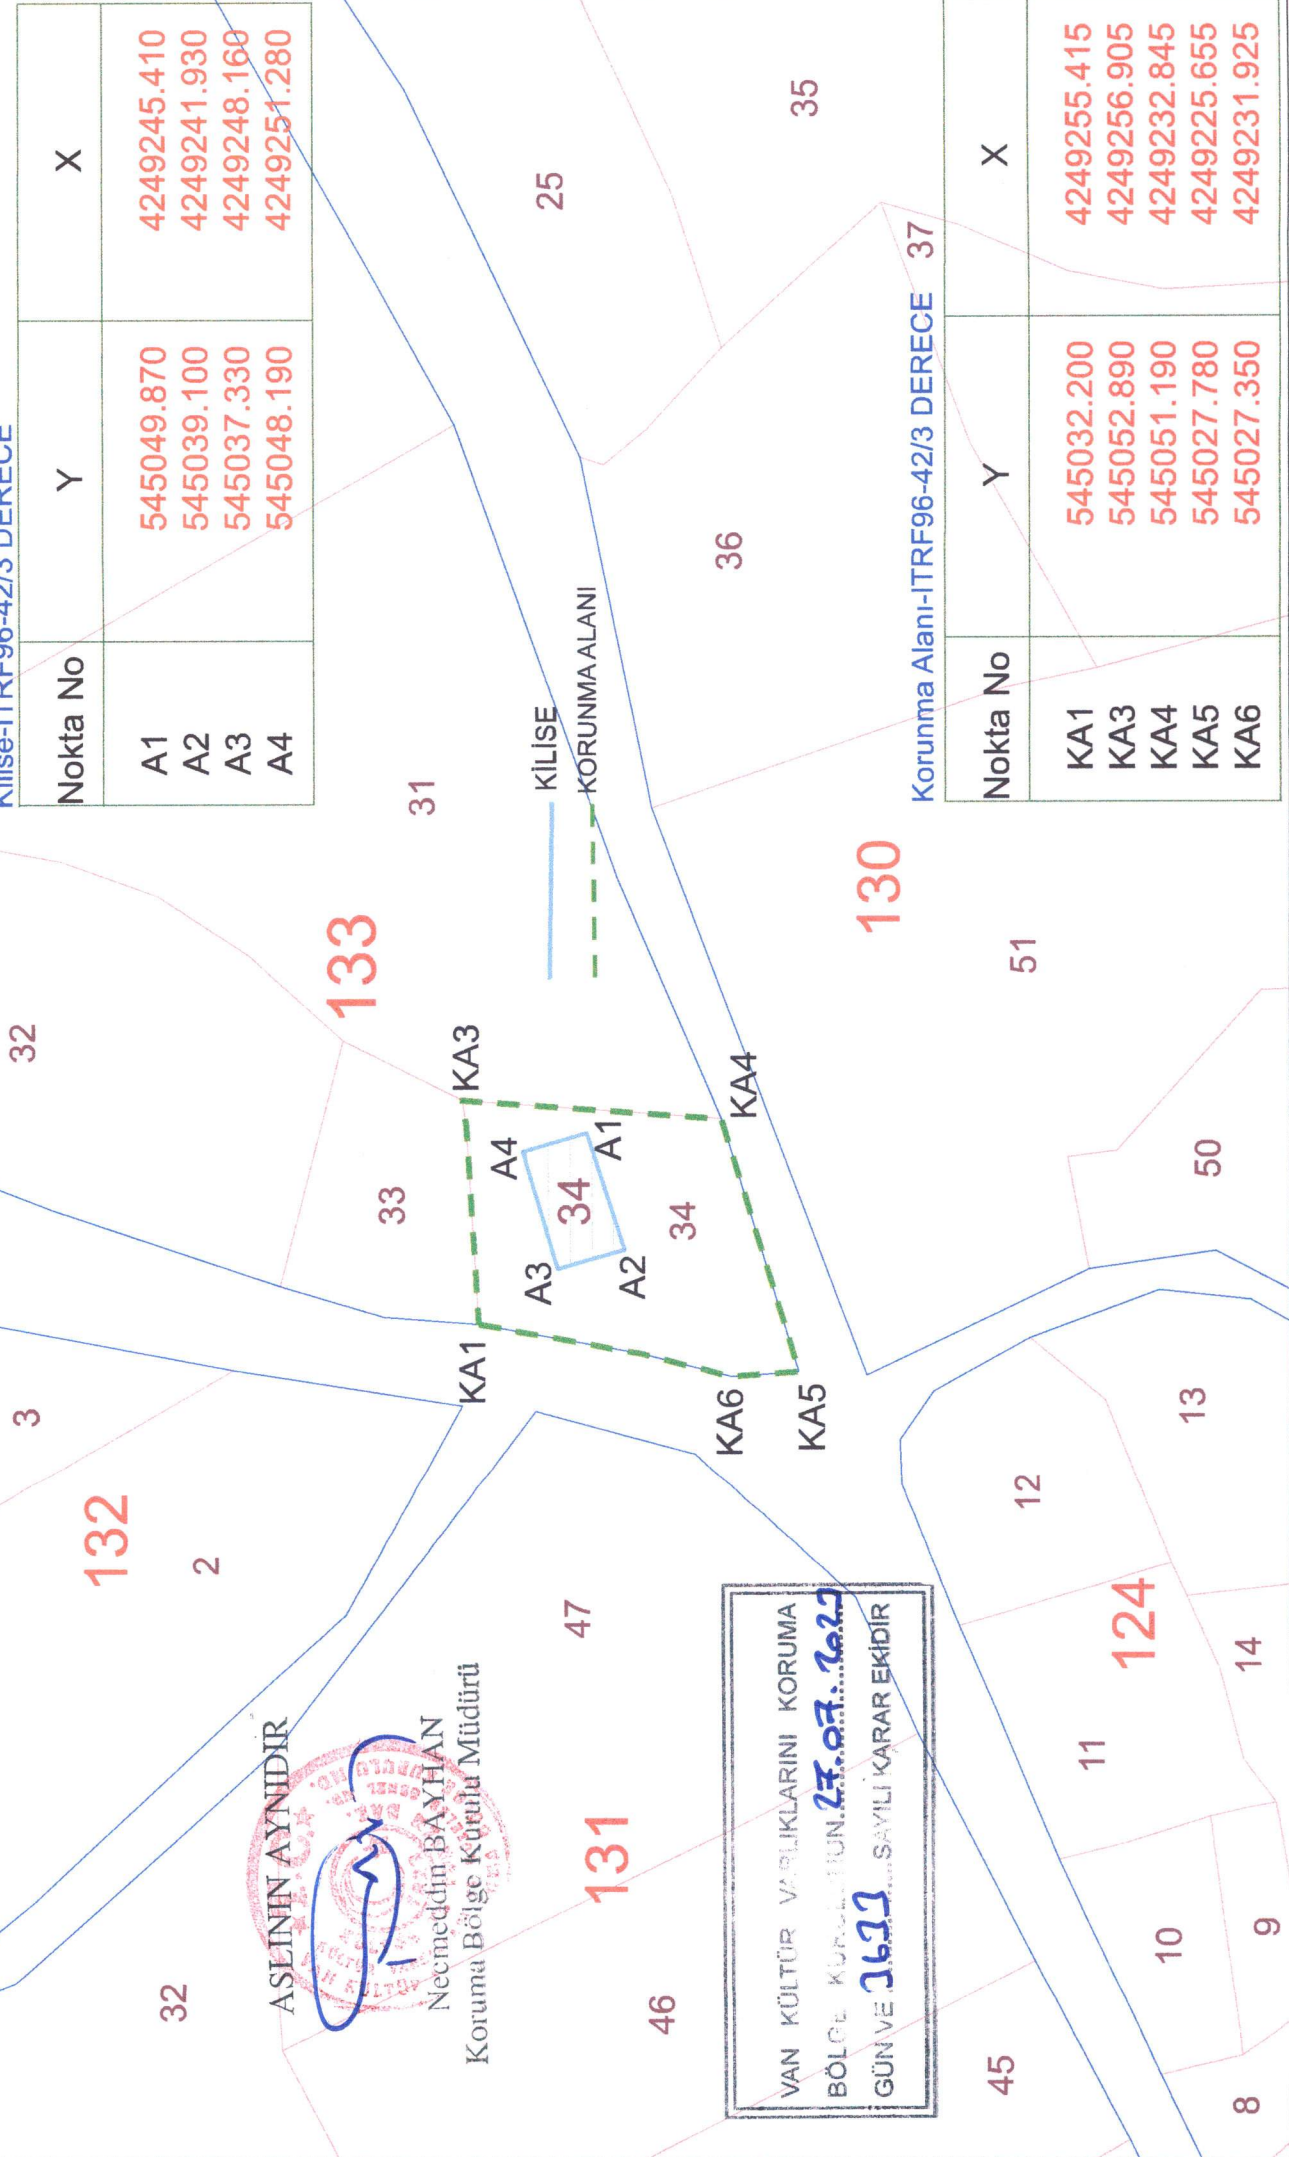 Kilise-ITRF96-42/3 DERECE
Nokta No Y X
A1 545049.870 4249245.410
A2 545039.100 4249241.930
A3 545037.330 4249248.160
A4 545048.190 4249251.280
3
32
132
2
33
133
31
25
35
KİLİSE
KORUNMA ALANI
KA1
KA3
A4
A3
34
A1
A2
34
KA4
KA6
KA5
36
37
32
ASLININ AYNIDIR
Necmeddin BAYHAN
Koruma Bölge Kurulu Müdürü
47
131
46
VAN KÜLTÜR VARLIKLARINI KORUMA
BÖLGE
27.07.
GÜN VE SAYILI KARAR EKİDİR
45
130
51
50
12
13
124
14
11
10
9
8
Korunma Alanı-ITRF96-42/3 DERECE
Nokta No Y X
KA1 545032.200 4249255.415
KA3 545052.890 4249256.905
KA4 545051.190 4249232.845
KA5 545027.780 4249225.655
KA6 545027.350 4249231.925